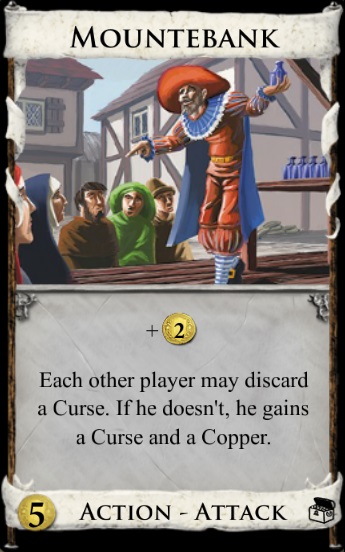 MOUNTEBANK
+ 2
Each other player may discard
a Curse. If he doesn't, he gains
a Curse and a Copper.
5 ACTION - ATTACK